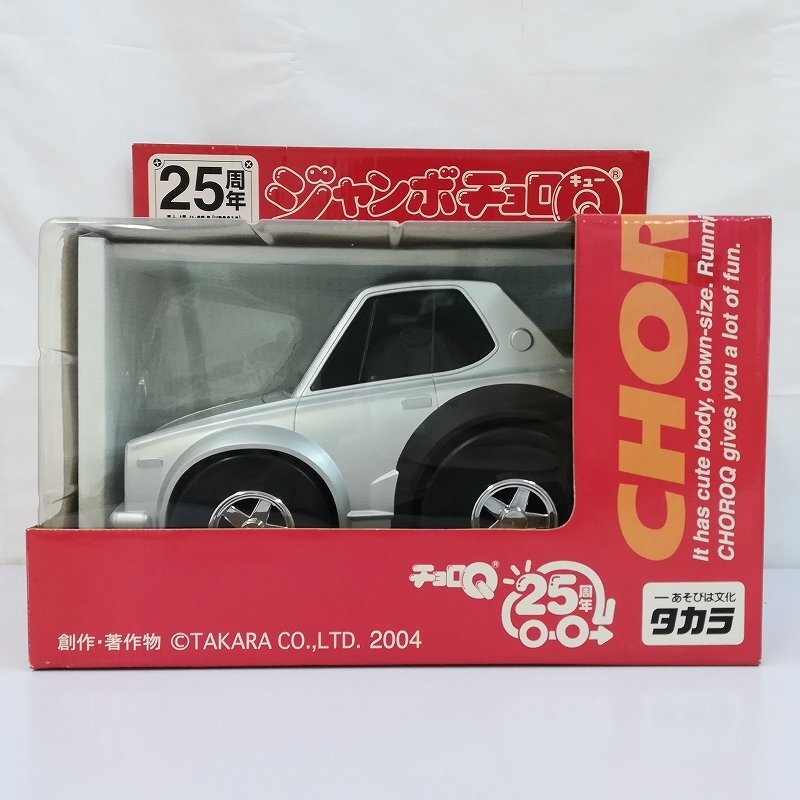 25周年
ジャンボチョロQ
キュー
®
CHOR
It has cute body, down-size. Runni
CHOROQ gives you a lot of fun.
チョロQ®
25周年
あそびは文化
タカラ
創作・著作物 ©TAKARA CO.,LTD. 2004